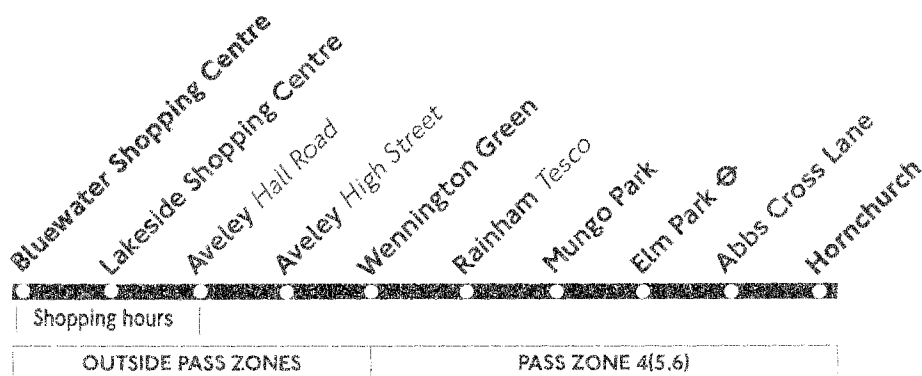 Bluewater Shopping Centre
Lakeside Shopping Centre
Aveley Hall Road
Aveley High Street
Wennington Green
Rainham Tesco
Mungo Park
Elm Park
Abbs Cross Lane
Hornchurch
Shopping hours
OUTSIDE PASS ZONES
PASS ZONE 4(5,6)